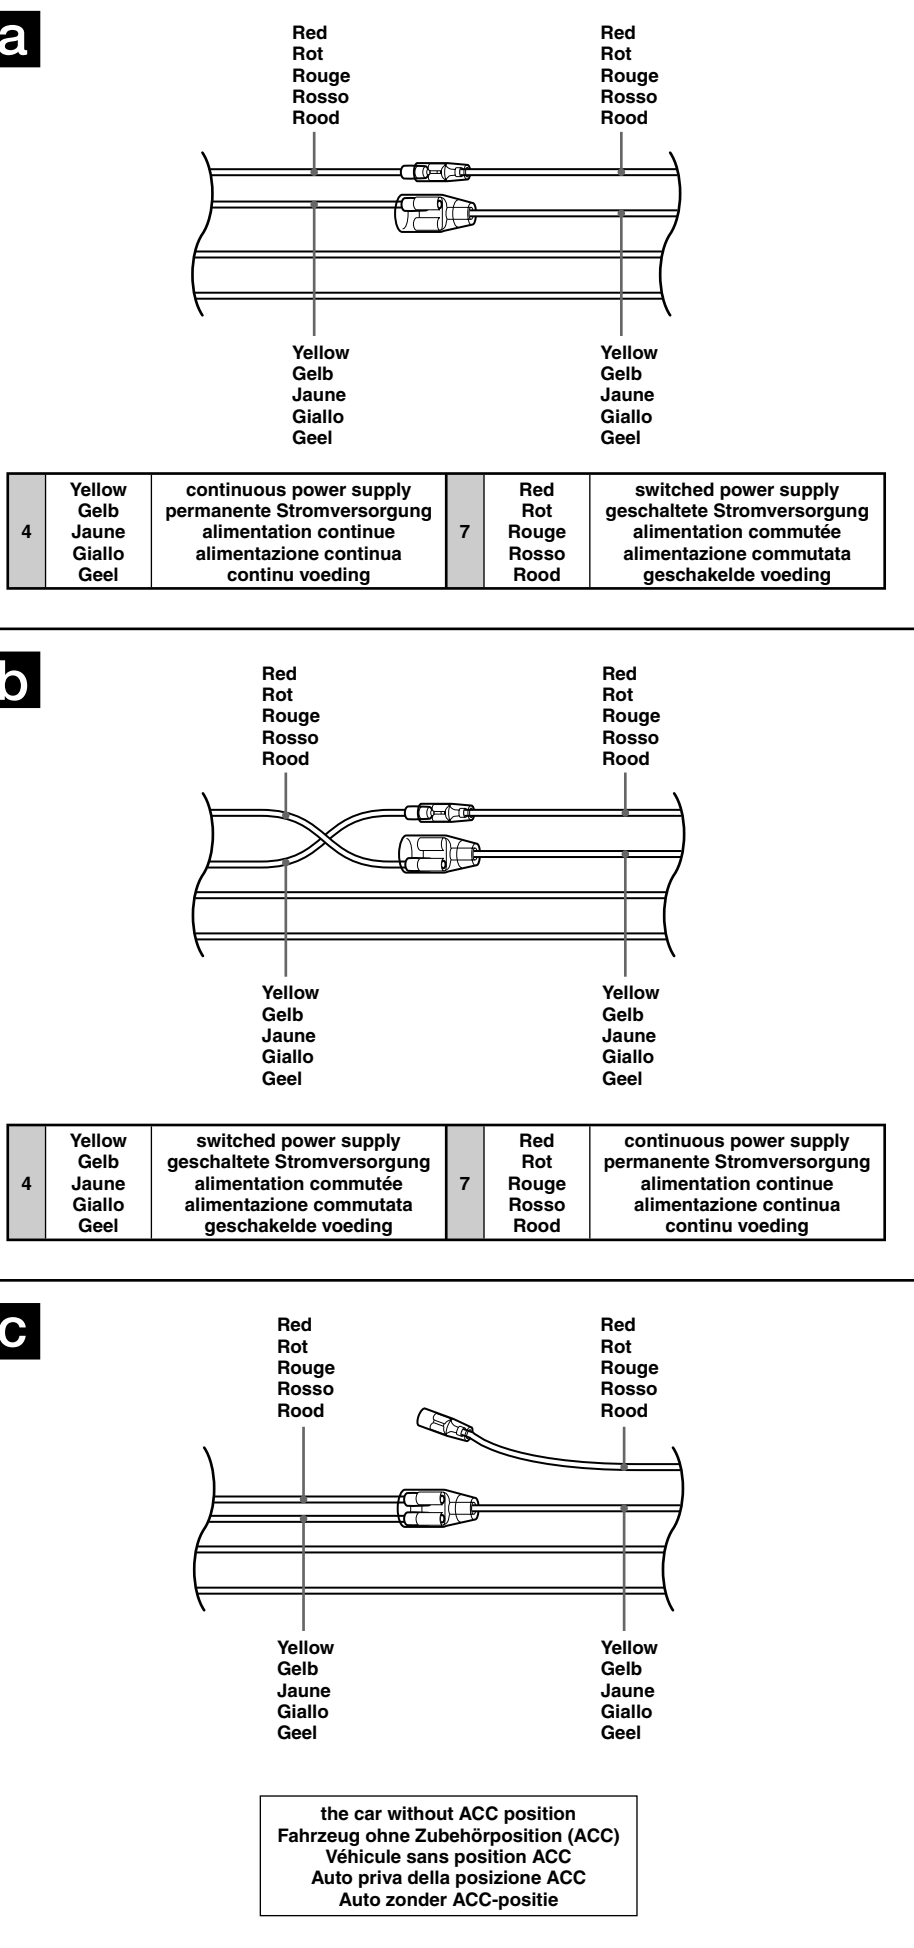 a
Red
Rot
Rouge
Rosso
Rood
Red
Rot
Rouge
Rosso
Rood
Yellow
Gelb
Jaune
Giallo
Geel
Yellow
Gelb
Jaune
Giallo
Geel
4
Yellow
Gelb
Jaune
Giallo
Geel
continuous power supply
permanente Stromversorgung
alimentation continue
alimentazione continua
continu voeding
7
Red
Rot
Rouge
Rosso
Rood
switched power supply
geschaltete Stromversorgung
alimentation commutée
alimentazione commutata
geschakelde voeding
b
Red
Rot
Rouge
Rosso
Rood
Red
Rot
Rouge
Rosso
Rood
Yellow
Gelb
Jaune
Giallo
Geel
Yellow
Gelb
Jaune
Giallo
Geel
4
Yellow
Gelb
Jaune
Giallo
Geel
switched power supply
geschaltete Stromversorgung
alimentation commutée
alimentazione commutata
geschakelde voeding
7
Red
Rot
Rouge
Rosso
Rood
continuous power supply
permanente Stromversorgung
alimentation continue
alimentazione continua
continu voeding
c
Red
Rot
Rouge
Rosso
Rood
Red
Rot
Rouge
Rosso
Rood
Yellow
Gelb
Jaune
Giallo
Geel
Yellow
Gelb
Jaune
Giallo
Geel
the car without ACC position
Fahrzeug ohne Zubehörposition (ACC)
Véhicule sans position ACC
Auto priva della posizione ACC
Auto zonder ACC-positie